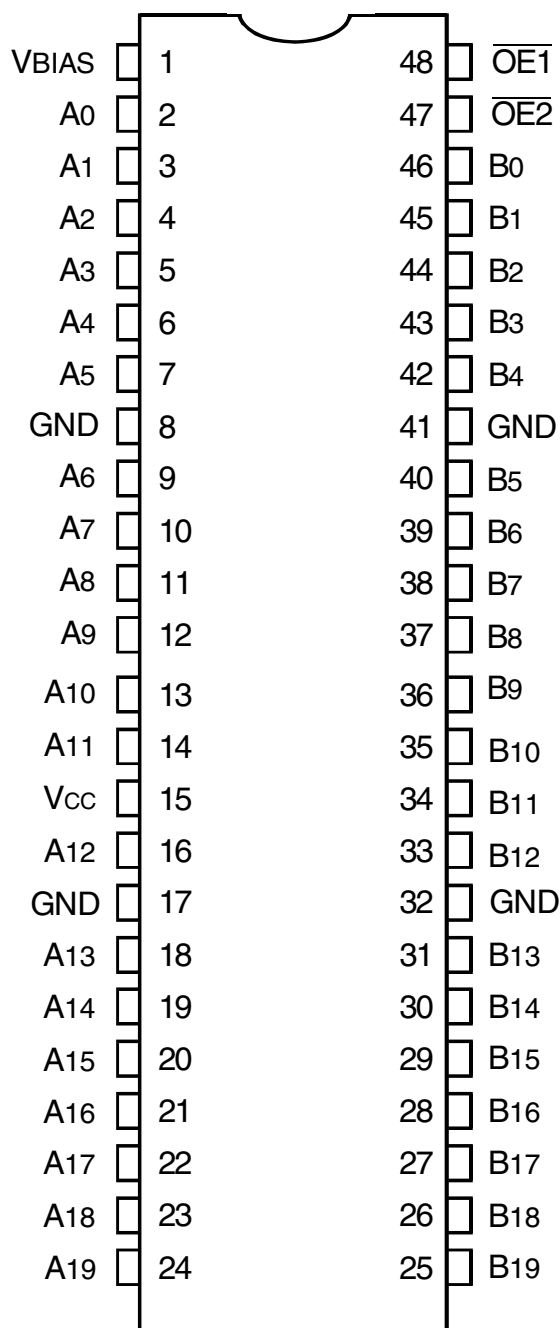 VBIAS 1 48 O̅E̅1̅
A0 2 47 O̅E̅2̅
A1 3 46 B0
A2 4 45 B1
A3 5 44 B2
A4 6 43 B3
A5 7 42 B4
GND 8 41 GND
A6 9 40 B5
A7 10 39 B6
A8 11 38 B7
A9 12 37 B8
A10 13 36 B9
A11 14 35 B10
VCC 15 34 B11
A12 16 33 B12
GND 17 32 GND
A13 18 31 B13
A14 19 30 B14
A15 20 29 B15
A16 21 28 B16
A17 22 27 B17
A18 23 26 B18
A19 24 25 B19